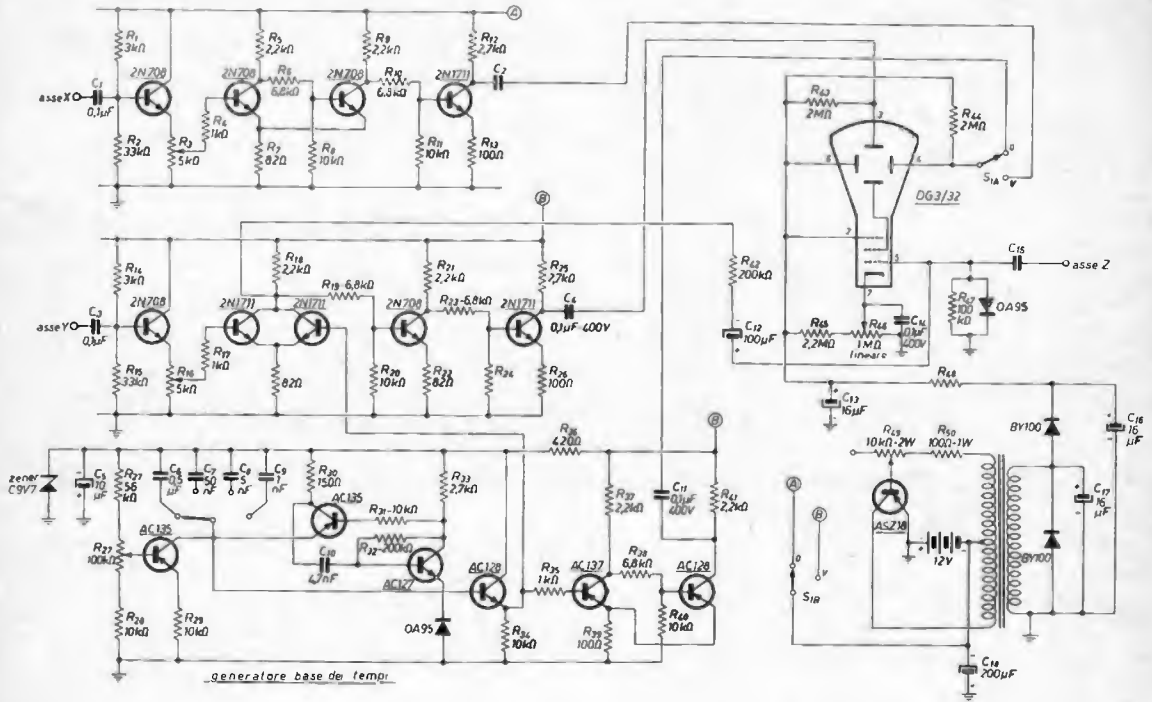 A
R1
3kΩ
R5
2,2kΩ
R9
2,2kΩ
R12
2,7kΩ
2N708
2N708
R6
6,8kΩ
2N708
R10
6,8kΩ
2N1711
C2
C1
asse X
0,1µF
R4
1kΩ
R2
33kΩ
R3
5kΩ
R7
82Ω
R8
10kΩ
R11
10kΩ
R13
100Ω
R43
2MΩ
R44
2MΩ
3
6
0
S1A
V
DG3/32
2
5
7
C15
asse Z
R47
100
kΩ
OA95
R45
2,2MΩ
R46
1MΩ
lineare
C14
0,1µF
400V
B
R14
3kΩ
R18
2,2kΩ
R21
2,2kΩ
R25
2,7kΩ
R42
200kΩ
2N708
2N1711
2N1711
R19-6,8kΩ
2N708
R23-6,8kΩ
2N1711
C4
0,1µF-400V
C3
asse Y
0,1µF
R17
1kΩ
R15
33kΩ
R16
5kΩ
82Ω
R20
10kΩ
R22
82Ω
R24
R26
100Ω
C12
100µF
C13
16µF
R48
R49
10kΩ-2W
R50
100Ω-1W
BY100
C16
16
µF
C17
16
µF
BY100
ASZ18
12V
A
B
0
V
S1B
C18
200µF
zener
C9V7
C5
10
µF
R27
56
kΩ
C6
0,5
µF
C7
50
nF
C8
5
nF
C9
1
nF
R30
150Ω
AC135
R33
2,7kΩ
R36
420Ω
B
R37
2,2kΩ
C11
0,1µF
400V
R41
2,2kΩ
R27
100kΩ
AC135
R31-10kΩ
R32-200kΩ
C10
4,7nF
AC127
AC128
R35
1kΩ
AC137
R38
6,8kΩ
AC128
R28
10kΩ
R29
10kΩ
OA95
R34
10kΩ
R39
100Ω
R40
10kΩ
generatore base dei tempi